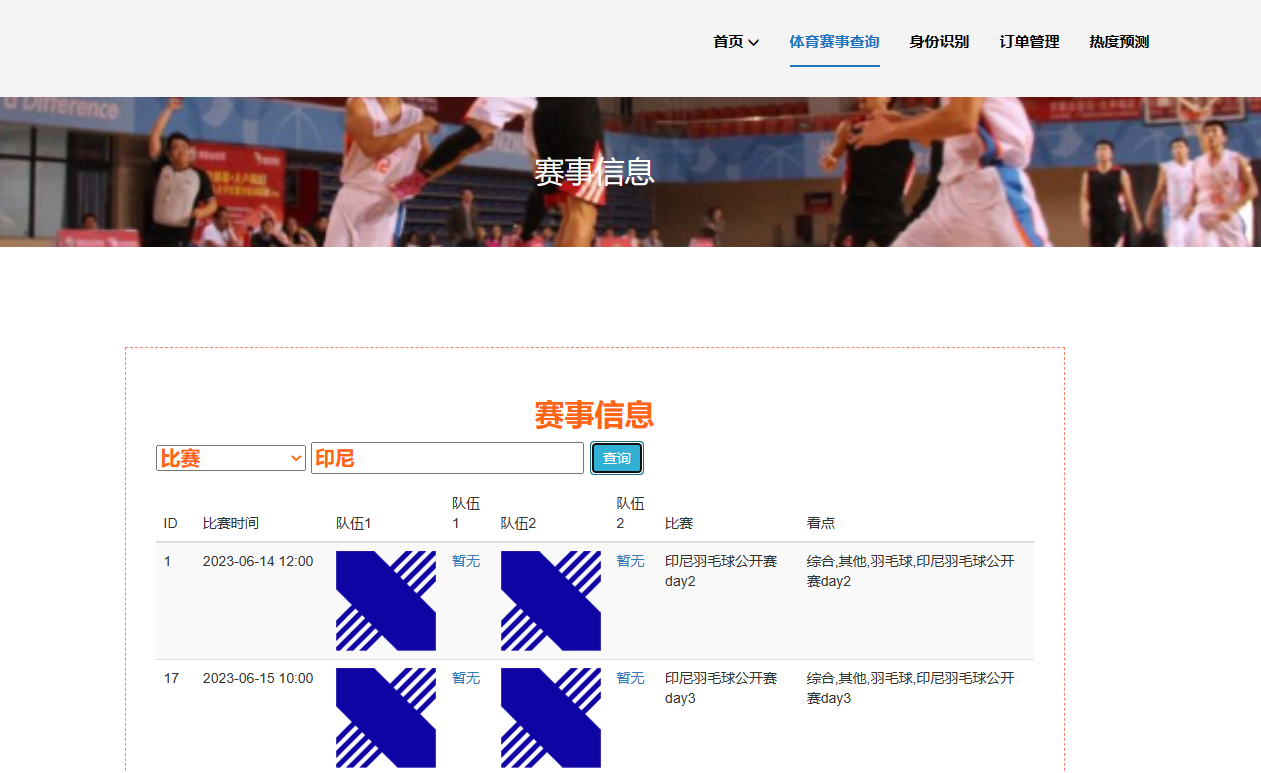 首页 体育赛事查询 身份识别 订单管理 热度预测
a Difference
赛事信息
赛事信息
比赛 印尼 查询
ID 比赛时间 队伍1 队伍1 队伍2 队伍2 比赛 看点
1 2023-06-14 12:00 暂无 暂无 印尼羽毛球公开赛day2 综合,其他,羽毛球,印尼羽毛球公开赛day2
17 2023-06-15 10:00 暂无 暂无 印尼羽毛球公开赛day3 综合,其他,羽毛球,印尼羽毛球公开赛day3